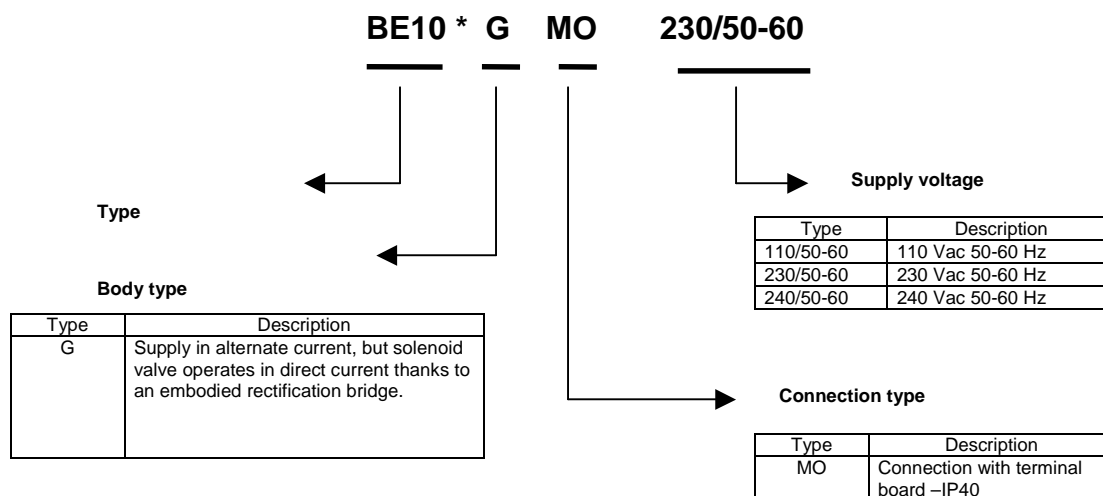 BE10 * G MO 230/50-60
Type
Body type
Type Description
G Supply in alternate current, but solenoid
valve operates in direct current thanks to
an embodied rectification bridge.
Supply voltage
Type Description
110/50-60 110 Vac 50-60 Hz
230/50-60 230 Vac 50-60 Hz
240/50-60 240 Vac 50-60 Hz
Connection type
Type Description
MO Connection with terminal
board –IP40